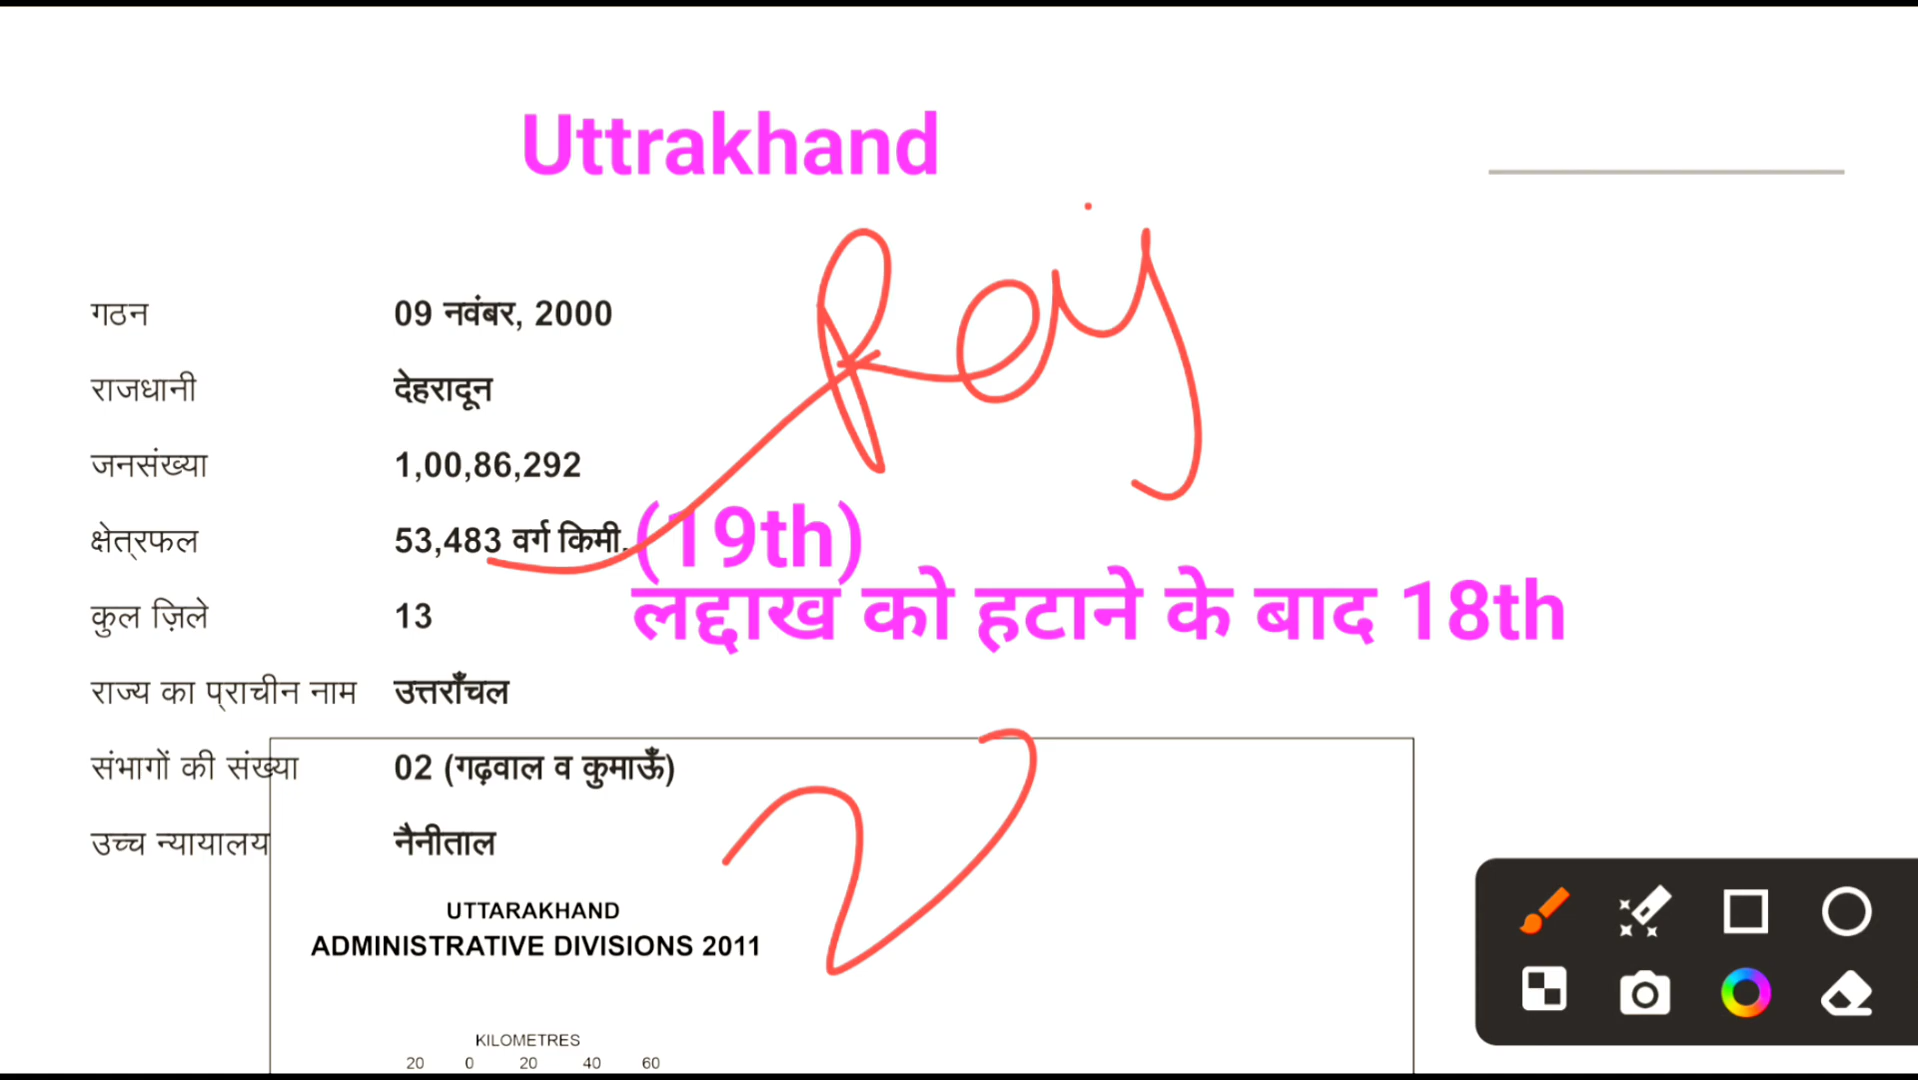 Uttrakhand
Raj
गठन 09 नवंबर, 2000
राजधानी देहरादून
जनसंख्या 1,00,86,292
क्षेत्रफल 53,483 वर्ग किमी. (19th)
कुल ज़िले 13 लद्दाख को हटाने के बाद 18th
राज्य का प्राचीन नाम उत्तराँचल
संभागों की संख्या 02 (गढ़वाल व कुमाऊँ)
उच्च न्यायालय नैनीताल
UTTARAKHAND
ADMINISTRATIVE DIVISIONS 2011
KILOMETRES
20 0 20 40 60